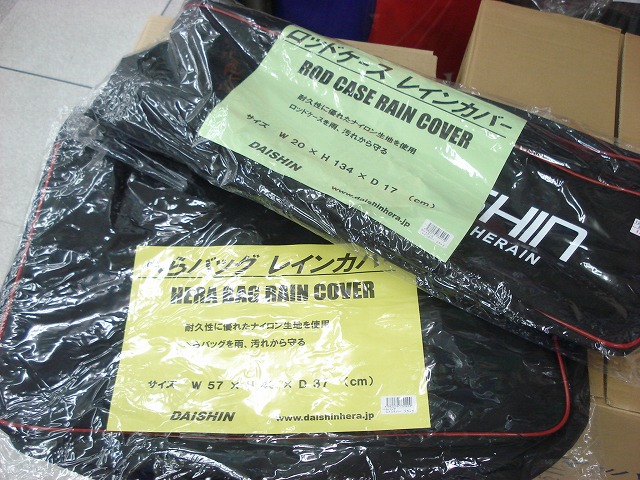 ロッドケース レインカバー
ROD CASE RAIN COVER
耐久性に優れたナイロン生地を使用
ロッドケースを雨、汚れから守る
サイズ W 20 × H 134 × D 17 (cm)
DAISHIN www.daishinhera.jp
HIN
HERAIN
らバッグ レインカバ
HERA BAG RAIN COVER
耐久性に優れたナイロン生地を使用
らバッグを雨、汚れから守る
サイズ W 57 × H × D 37 (cm)
DAISHIN www.daishinhera.jp